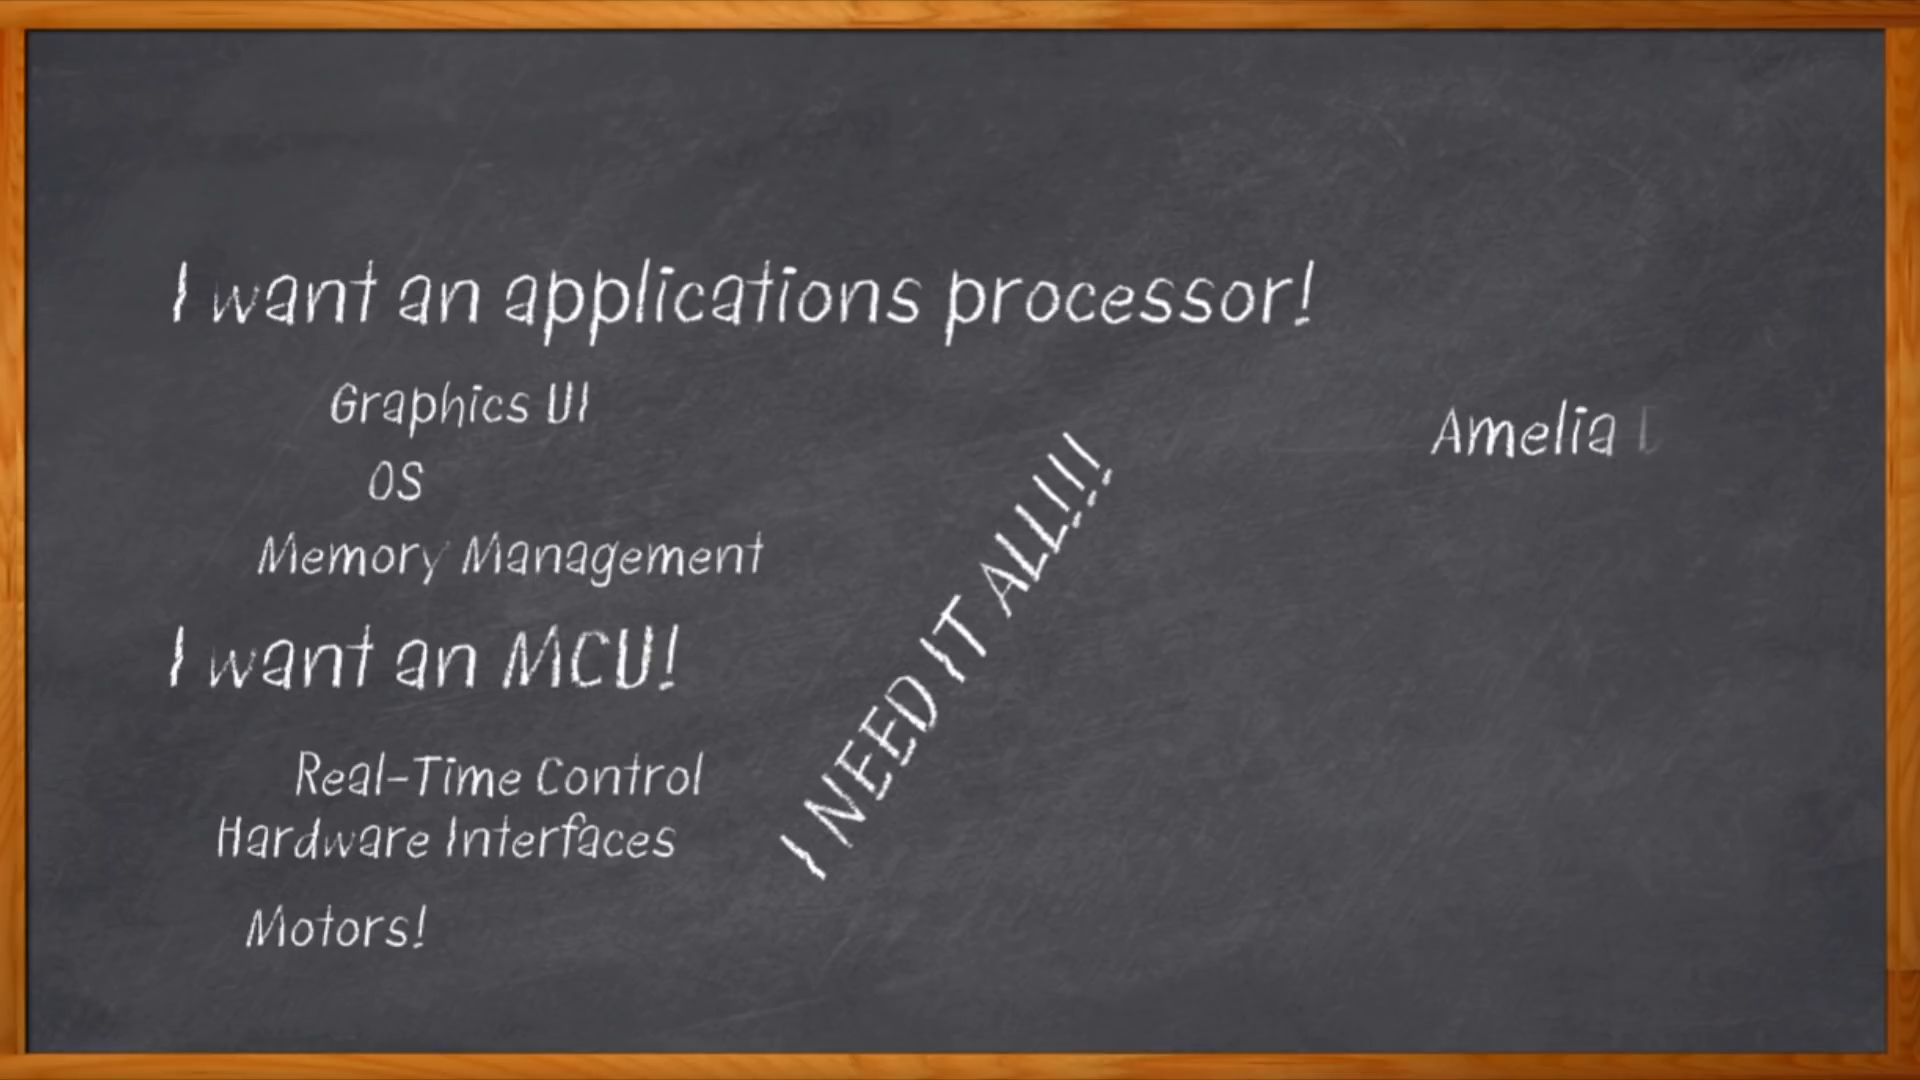 I want an applications processor!
Graphics UI
OS
Memory Management
I want an MCU!
Real-Time Control
Hardware Interfaces
Motors!
I NEED IT ALL!!!
Amelia